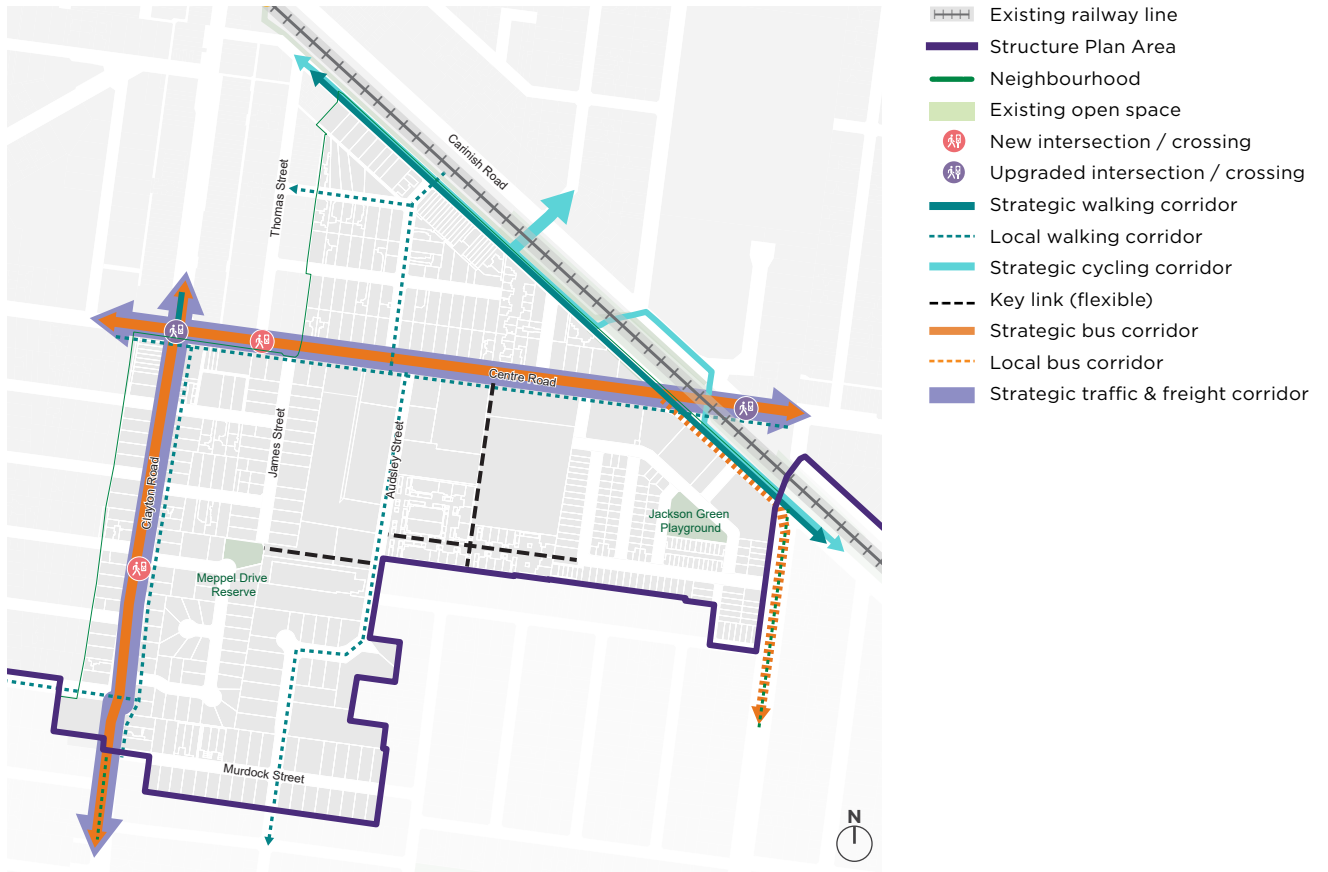 Existing railway line
Structure Plan Area
Neighbourhood
Existing open space
New intersection / crossing
Upgraded intersection / crossing
Strategic walking corridor
Local walking corridor
Strategic cycling corridor
Key link (flexible)
Strategic bus corridor
Local bus corridor
Strategic traffic & freight corridor
Carinish Road
Thomas Street
Centre Road
James Street
Audsley Street
Clayton Road
Jackson Green
Playground
Meppel Drive
Reserve
Murdock Street
N